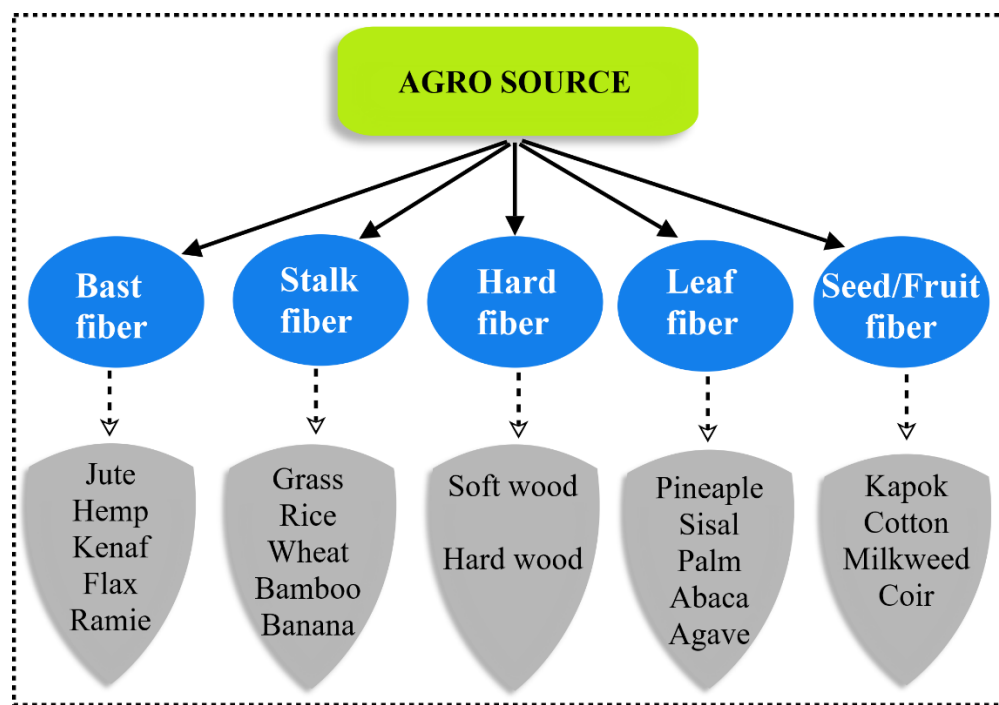 AGRO SOURCE
Bast
fiber
Stalk
fiber
Hard
fiber
Leaf
fiber
Seed/Fruit
fiber
Jute
Hemp
Kenaf
Flax
Ramie
Grass
Rice
Wheat
Bamboo
Banana
Soft wood
Hard wood
Pineaple
Sisal
Palm
Abaca
Agave
Kapok
Cotton
Milkweed
Coir